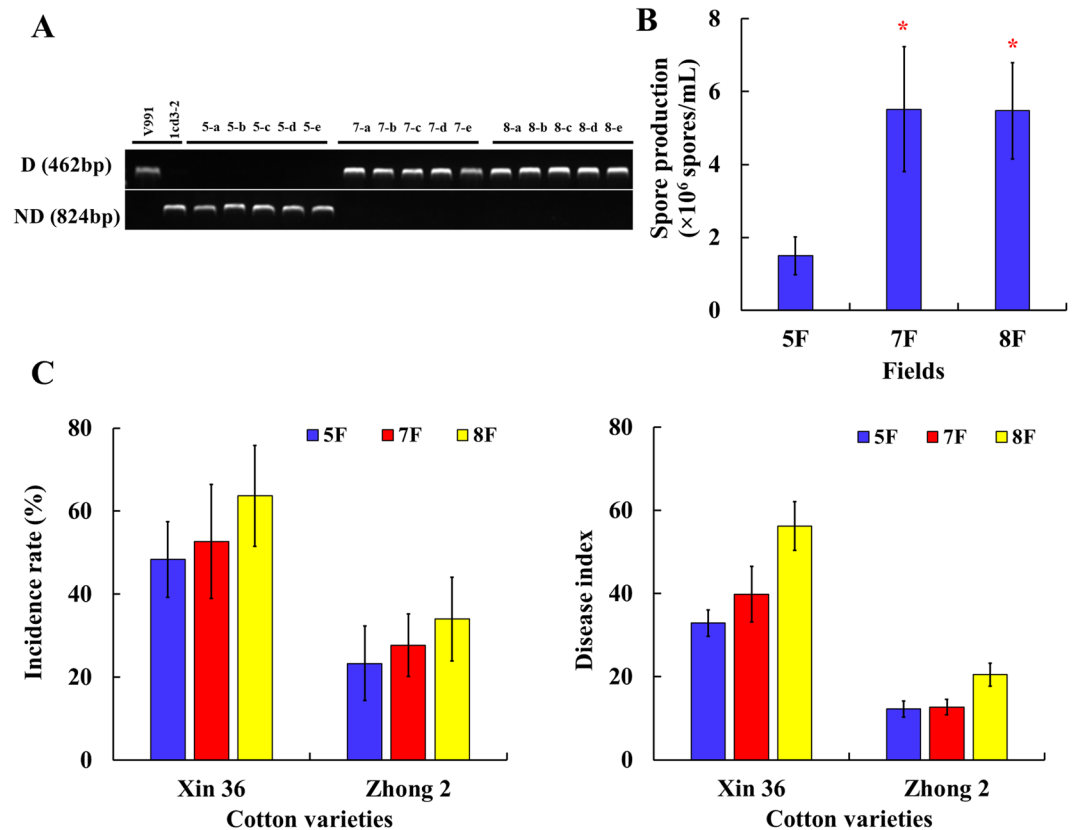 A
V991
1cd3-2
5-a 5-b 5-c 5-d 5-e
7-a 7-b 7-c 7-d 7-e
8-a 8-b 8-c 8-d 8-e
D (462bp)
ND (824bp)
B
Spore production
(×10⁶ spores/mL)
8
6
4
2
0
*
*
5F 7F 8F
Fields
C
Incidence rate (%)
80
60
40
20
0
5F 7F 8F
Xin 36 Zhong 2
Cotton varieties
Disease index
80
60
40
20
0
5F 7F 8F
Xin 36 Zhong 2
Cotton varieties